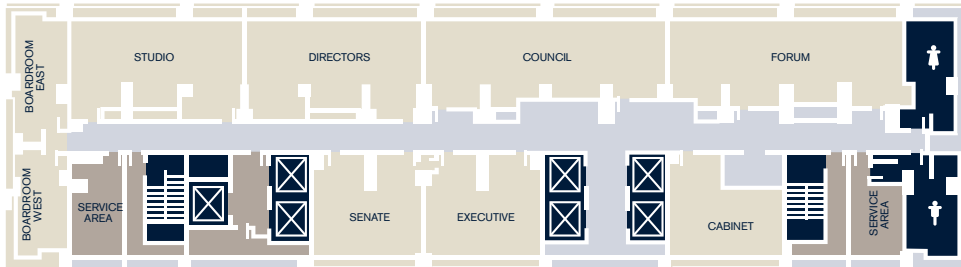 BOARDROOM
EAST
STUDIO
DIRECTORS
COUNCIL
FORUM
BOARDROOM
WEST
SERVICE
AREA
SENATE
EXECUTIVE
CABINET
SERVICE
AREA